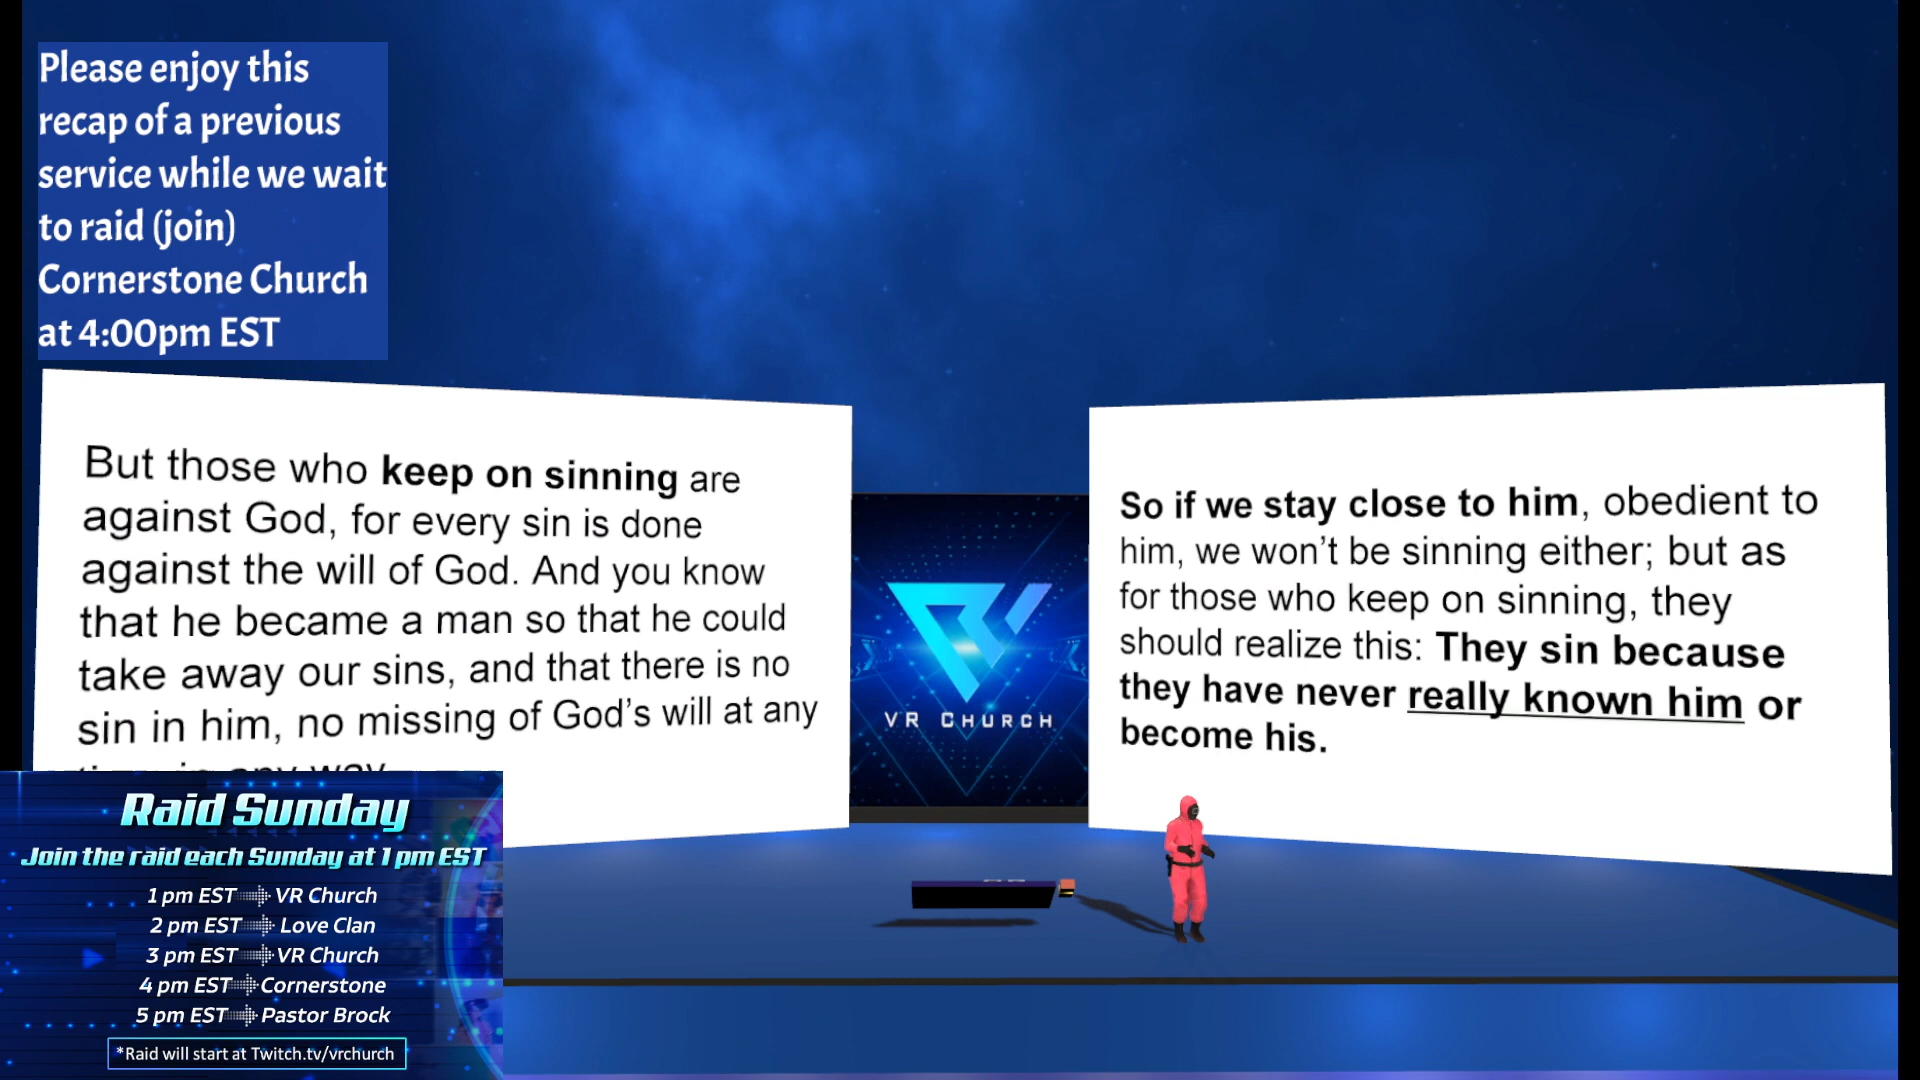 Please enjoy this
recap of a previous
service while we wait
to raid (join)
Cornerstone Church
at 4:00pm EST
But those who keep on sinning are
against God, for every sin is done
against the will of God. And you know
that he became a man so that he could
take away our sins, and that there is no
sin in him, no missing of God's will at any
time in any way.
VR CHURCH
So if we stay close to him, obedient to
him, we won't be sinning either; but as
for those who keep on sinning, they
should realize this: They sin because
they have never really known him or
become his.
Raid Sunday
Join the raid each Sunday at 1 pm EST
1 pm EST VR Church
2 pm EST Love Clan
3 pm EST VR Church
4 pm EST Cornerstone
5 pm EST Pastor Brock
*Raid will start at Twitch.tv/vrchurch